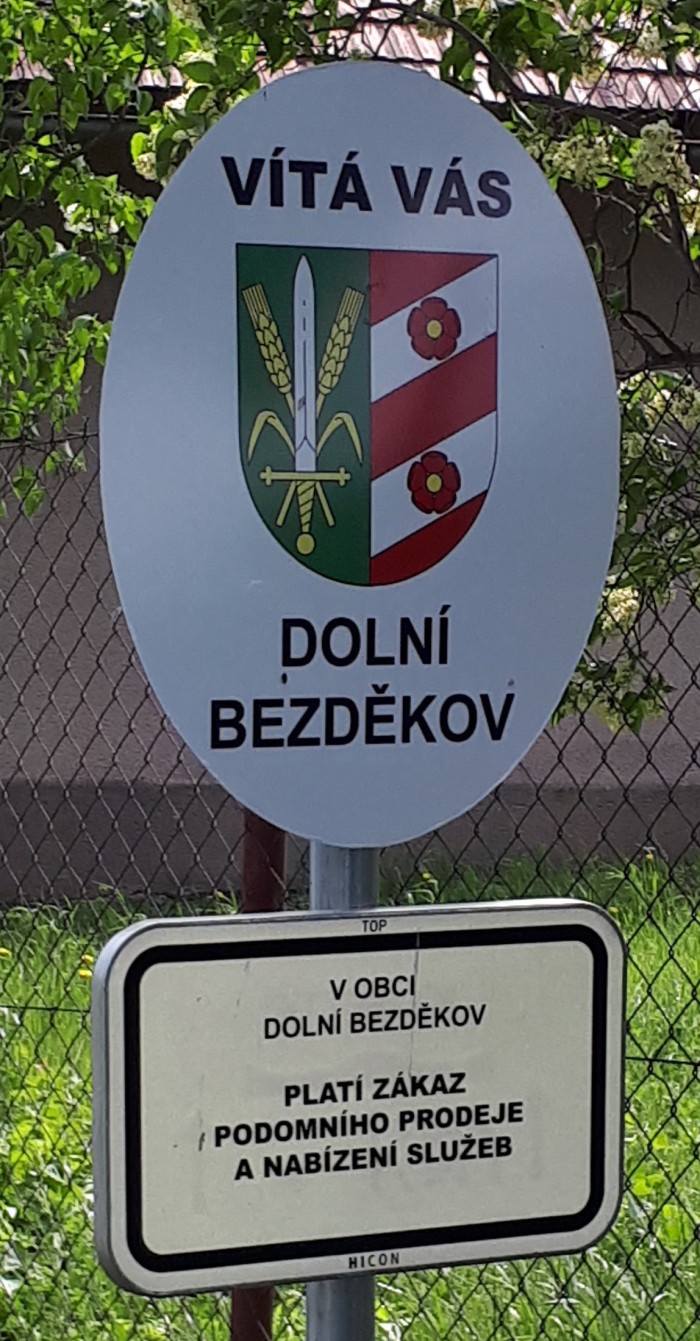 VÍTÁ VÁS
DOLNÍ
BEZDĚKOV
TOP
V OBCI
DOLNÍ BEZDĚKOV
PLATÍ ZÁKAZ
PODOMNÍHO PRODEJE
A NABÍZENÍ SLUŽEB
HICON